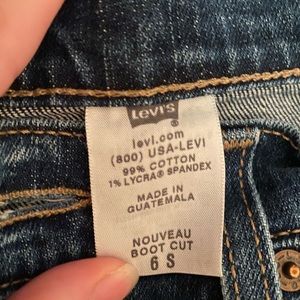 Levi's
levi.com
(800) USA-LEVI
99% COTTON
1% LYCRA® SPANDEX
MADE IN
GUATEMALA
NOUVEAU
BOOT CUT
6 S